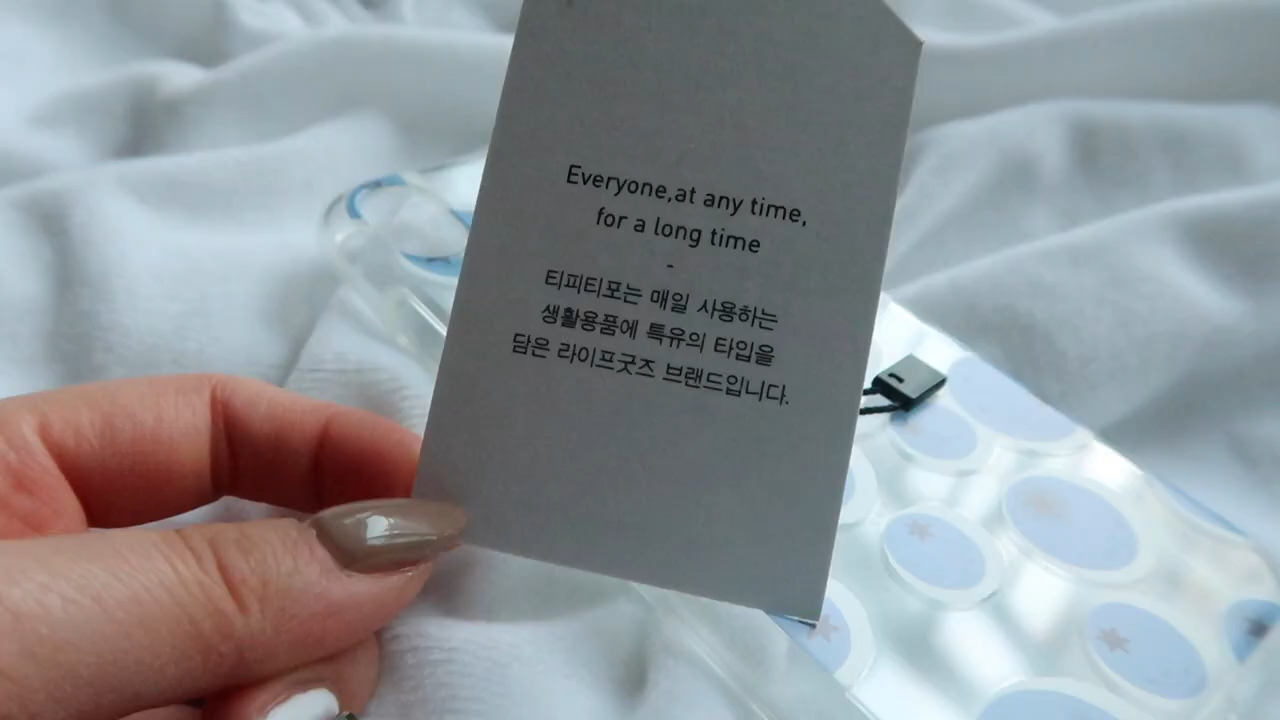 Everyone,at any time,
for a long time
-
티피티포는 매일 사용하는
생활용품에 특유의 타입을
담은 라이프굿즈 브랜드입니다.